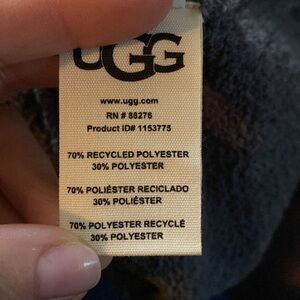 UGG
www.ugg.com
RN # 88276
Product ID# 1153775
70% RECYCLED POLYESTER
30% POLYESTER
70% POLIÉSTER RECICLADO
30% POLIÉSTER
70% POLYESTER RECYCLÉ
30% POLYESTER